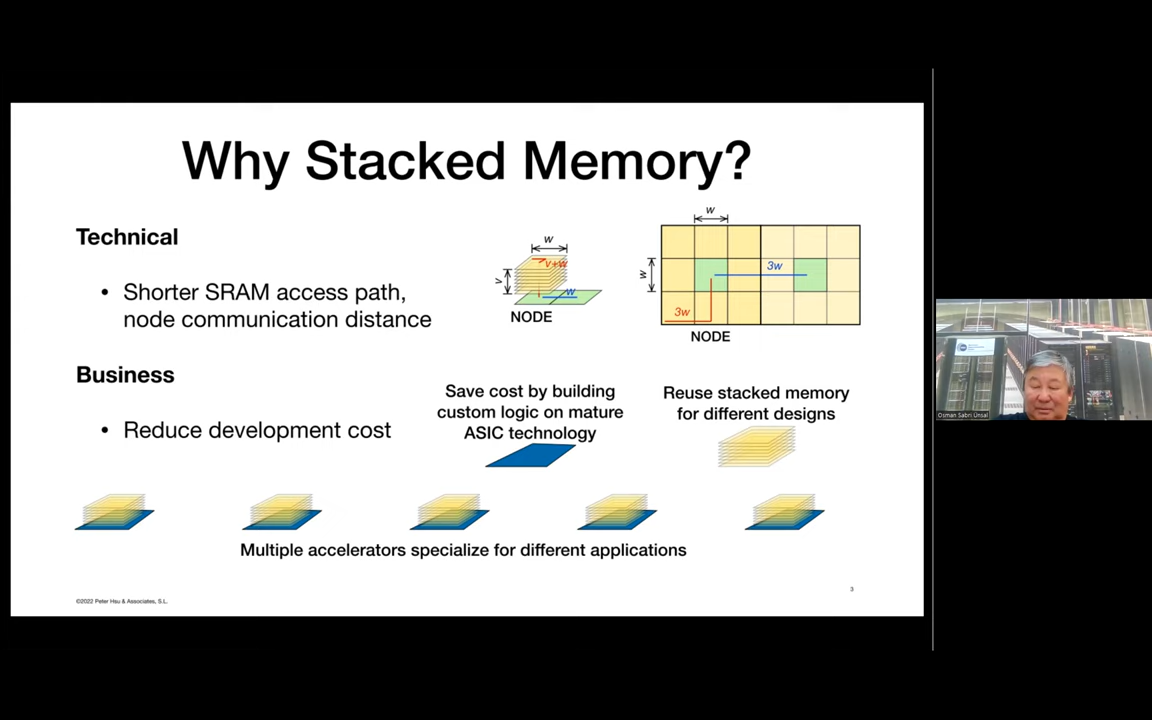 Why Stacked Memory?
Technical
• Shorter SRAM access path,
node communication distance
w
v+w
v
w
NODE
w
w
3w
3w
NODE
Business
• Reduce development cost
Save cost by building
custom logic on mature
ASIC technology
Reuse stacked memory
for different designs
Multiple accelerators specialize for different applications
©2022 Peter Hsu & Associates, S.L.
3
Osman Sabri Ünsal